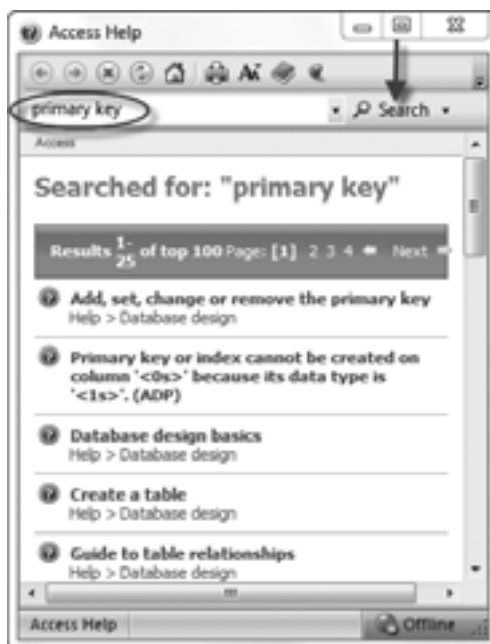 Access Help
primary key
Search
Access
Searched for: "primary key"
Results 1-25 of top 100 Page: [1] 2 3 4 Next
Add, set, change or remove the primary key
Help > Database design
Primary key or index cannot be created on
column '<0s>' because its data type is
'<1s>'. (ADP)
Database design basics
Help > Database design
Create a table
Help > Database design
Guide to table relationships
Help > Database design
Access Help
Offline